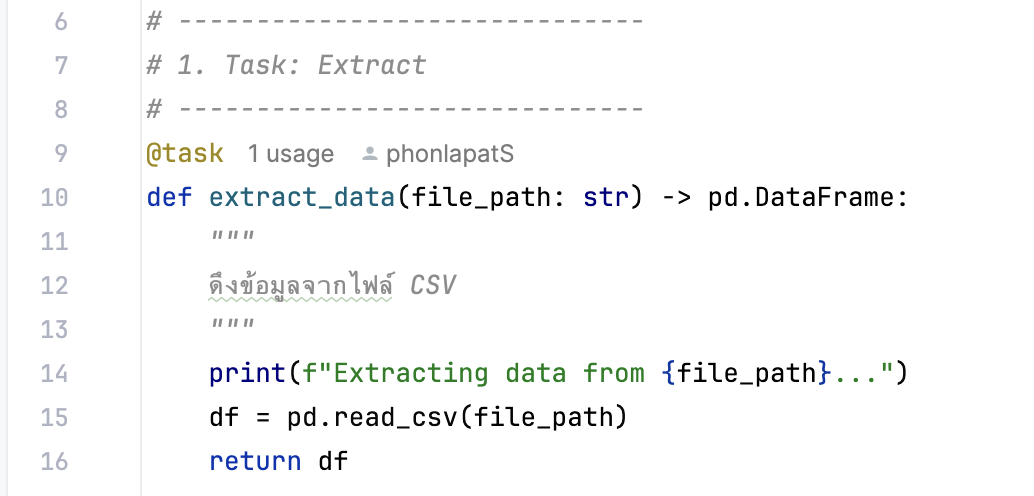 6 # ------------------------------
7 # 1. Task: Extract
8 # ------------------------------
9 @task 1 usage phonlapatS
10 def extract_data(file_path: str) -> pd.DataFrame:
11 """
12 ดึงข้อมูลจากไฟล์ CSV
13 """
14 print(f"Extracting data from {file_path}...")
15 df = pd.read_csv(file_path)
16 return df